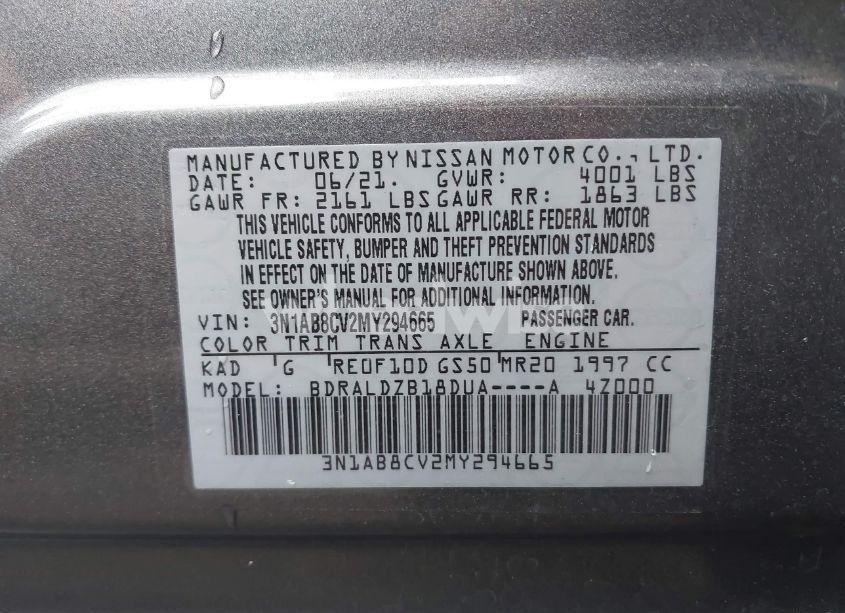 MANUFACTURED BY NISSAN MOTOR CO., LTD.
DATE: 06/21. GVWR: 4001 LBS
GAWR FR: 2161 LBS GAWR RR: 1863 LBS
THIS VEHICLE CONFORMS TO ALL APPLICABLE FEDERAL MOTOR
VEHICLE SAFETY, BUMPER AND THEFT PREVENTION STANDARDS
IN EFFECT ON THE DATE OF MANUFACTURE SHOWN ABOVE.
SEE OWNER'S MANUAL FOR ADDITIONAL INFORMATION.
VIN: 3N1AB8CV2MY294665 PASSENGER CAR.
COLOR TRIM TRANS AXLE ENGINE
KAD G RE0F10D GS50 MR20 1997 CC
MODEL: BDRALDZB18DUA----A 4Z000
3N1AB8CV2MY294665